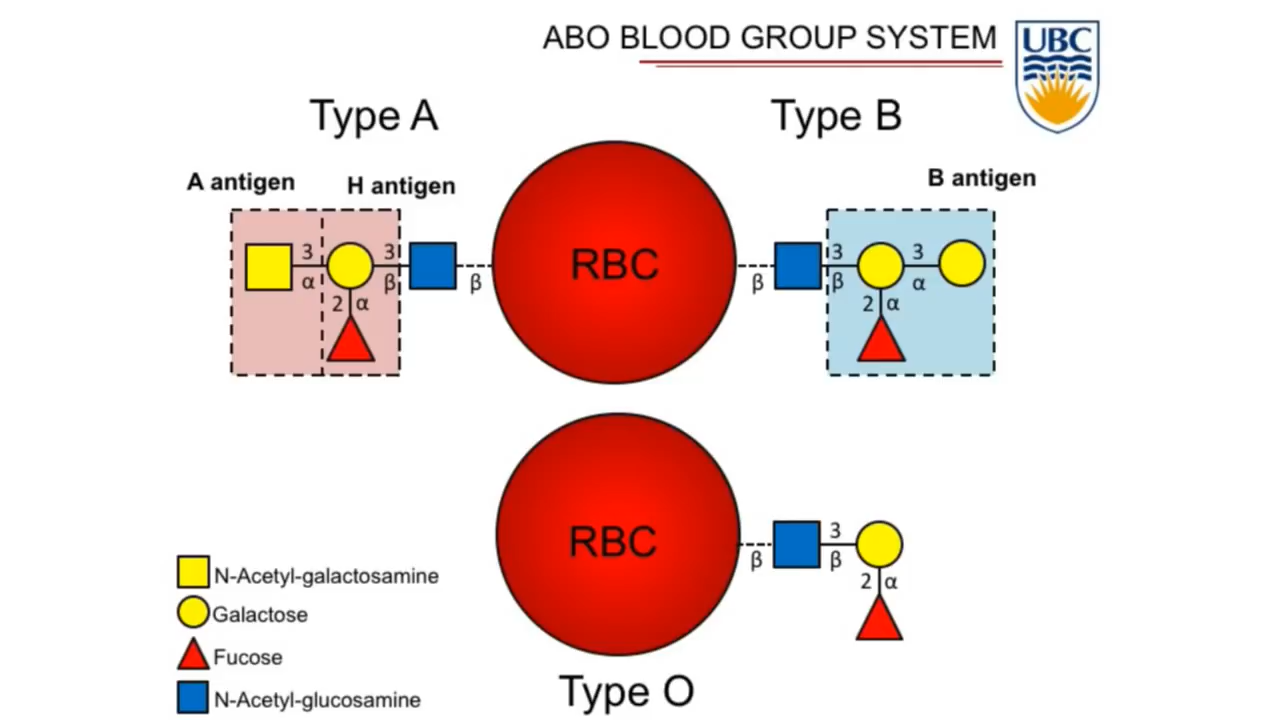 ABO BLOOD GROUP SYSTEM
UBC
Type A
Type B
A antigen
H antigen
B antigen
3
α
3
β
2
α
β
RBC
β
3
β
3
α
2
α
RBC
β
3
β
2
α
N-Acetyl-galactosamine
Galactose
Fucose
N-Acetyl-glucosamine
Type O